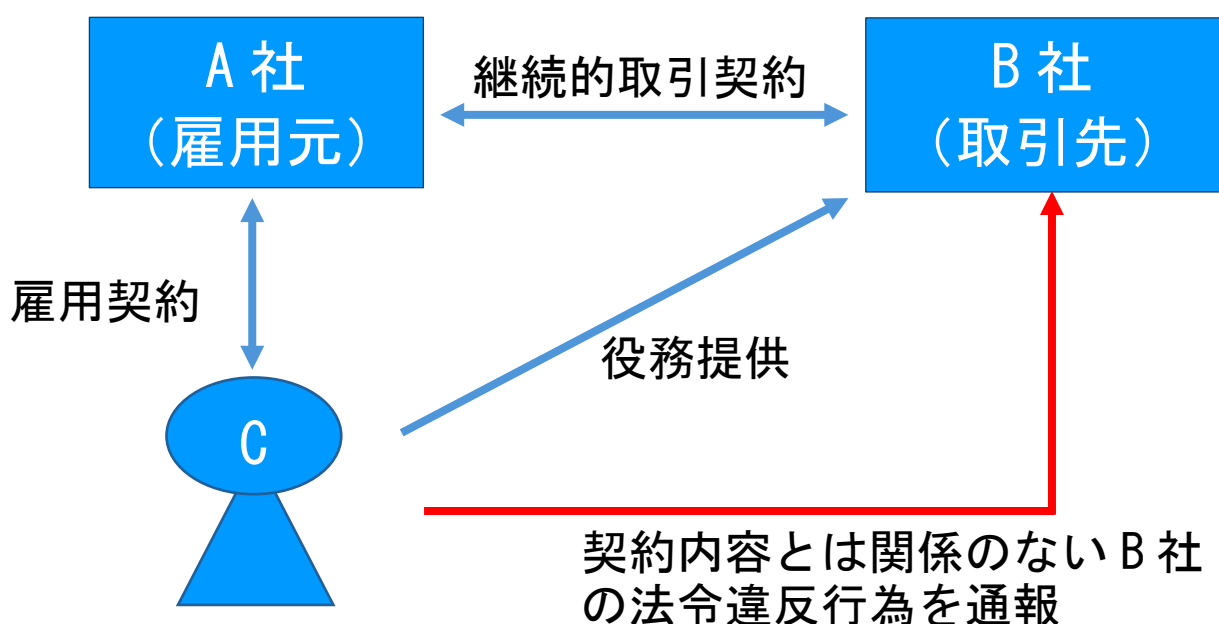 A社
(雇用元)
継続的取引契約
B社
(取引先)
雇用契約
役務提供
C
契約内容とは関係のないB社
の法令違反行為を通報